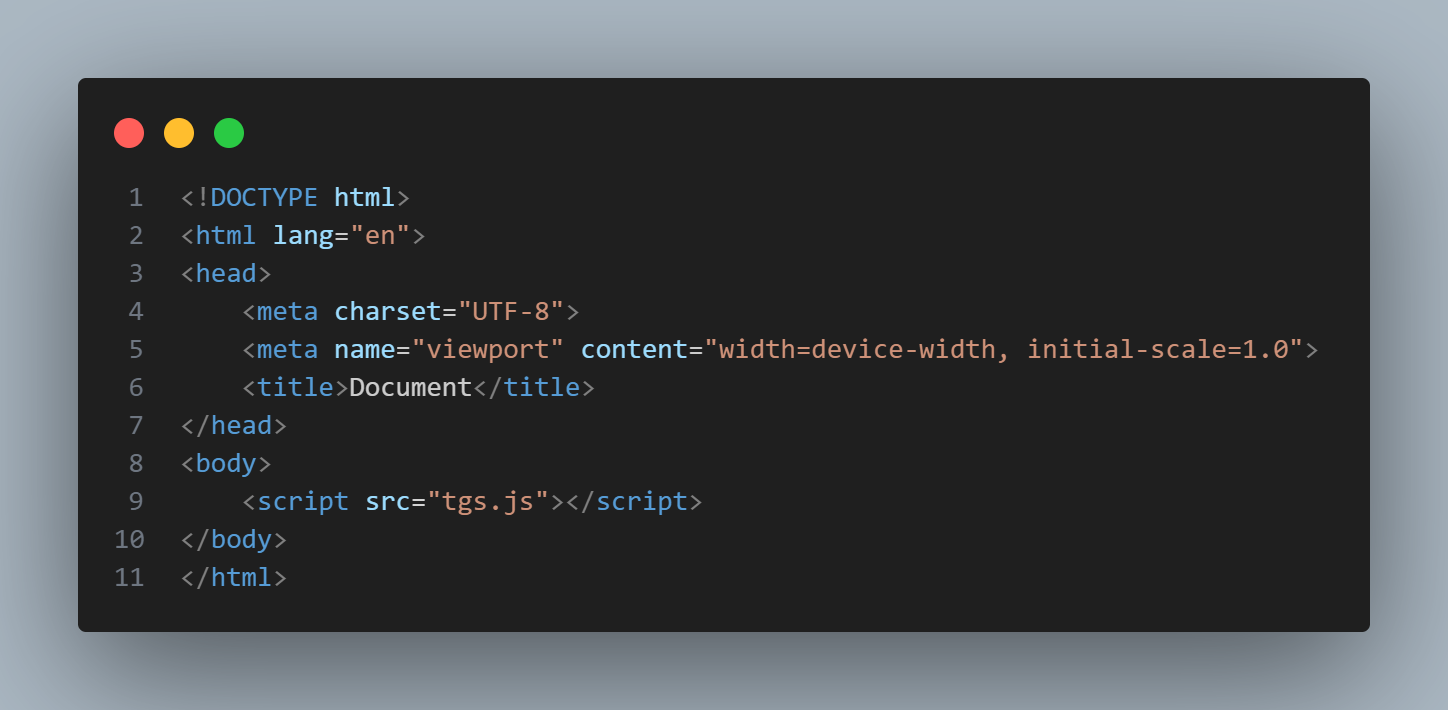 1 <!DOCTYPE html>
2 <html lang="en">
3 <head>
4     <meta charset="UTF-8">
5     <meta name="viewport" content="width=device-width, initial-scale=1.0">
6     <title>Document</title>
7 </head>
8 <body>
9     <script src="tgs.js"></script>
10 </body>
11 </html>